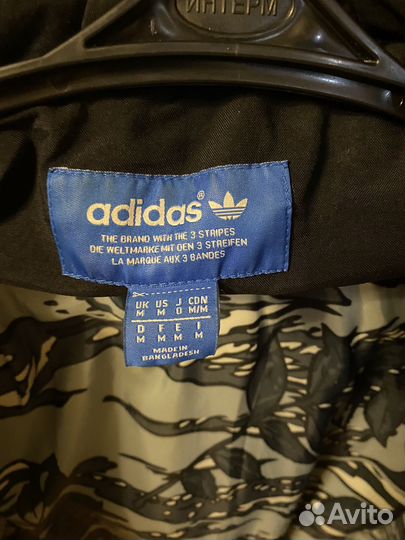 ИНТЕРМ
adidas®
THE BRAND WITH THE 3 STRIPES
DIE WELTMARKE MIT DEN 3 STREIFEN
LA MARQUE AUX 3 BANDES
UK US J CDN
M M O M/M
D F E I
M M M M
MADE IN
BANGLADESH
Avito